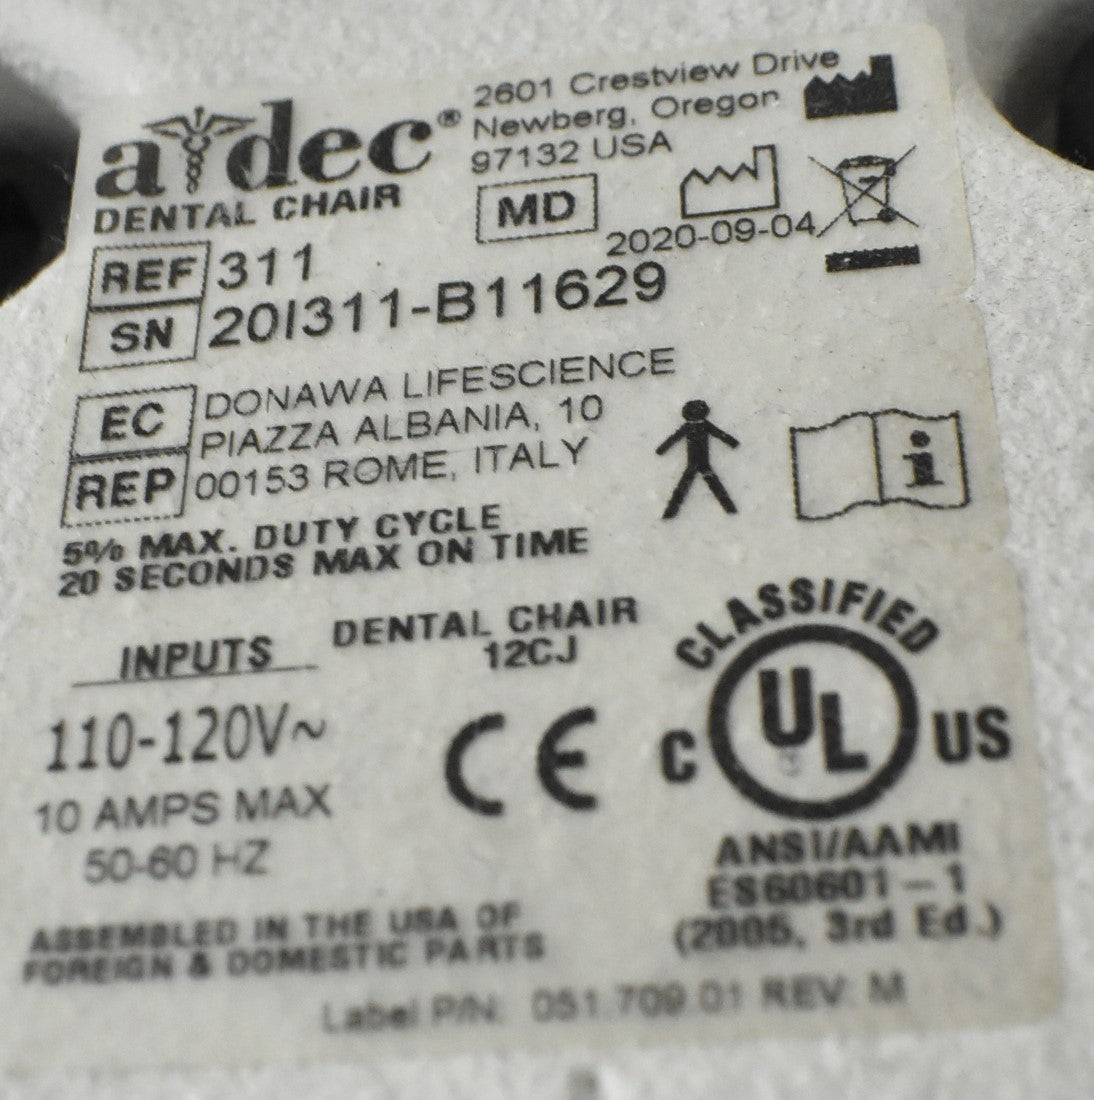 a dec®
DENTAL CHAIR
2601 Crestview Drive
Newberg, Oregon
97132 USA
MD
2020-09-04
REF 311
SN 20I311-B11629
EC REP
DONAWA LIFESCIENCE
PIAZZA ALBANIA, 10
00153 ROME, ITALY
i
5% MAX. DUTY CYCLE
20 SECONDS MAX ON TIME
INPUTS
DENTAL CHAIR
12CJ
110-120V~
10 AMPS MAX
50-60 HZ
CE
CLASSIFIED
C UL US
ANSI/AAMI
ES60601-1
(2005, 3rd Ed.)
ASSEMBLED IN THE USA OF
FOREIGN & DOMESTIC PARTS
Label P/N: 051.709.01 REV: M